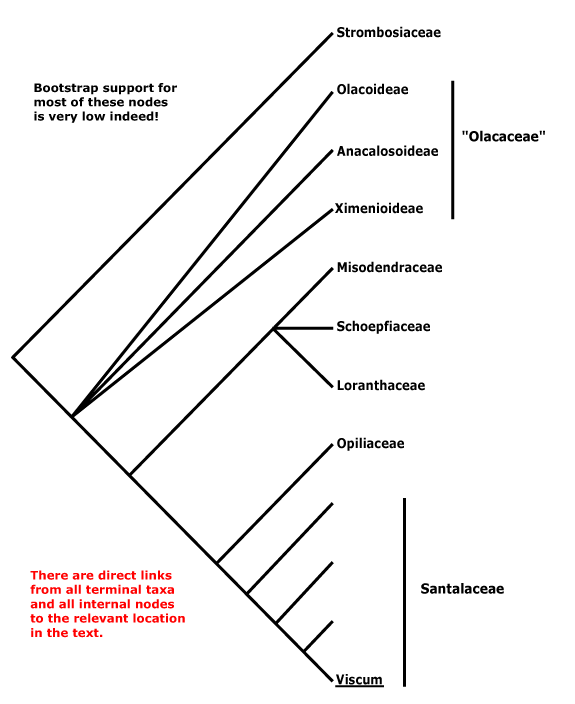 Strombosiaceae
Bootstrap support for
most of these nodes
is very low indeed!
Olacoideae
"Olacaceae"
Anacalosoideae
Ximenioideae
Misodendraceae
Schoepfiaceae
Loranthaceae
Opiliaceae
There are direct links
from all terminal taxa
and all internal nodes
to the relevant location
in the text.
Santalaceae
Viscum